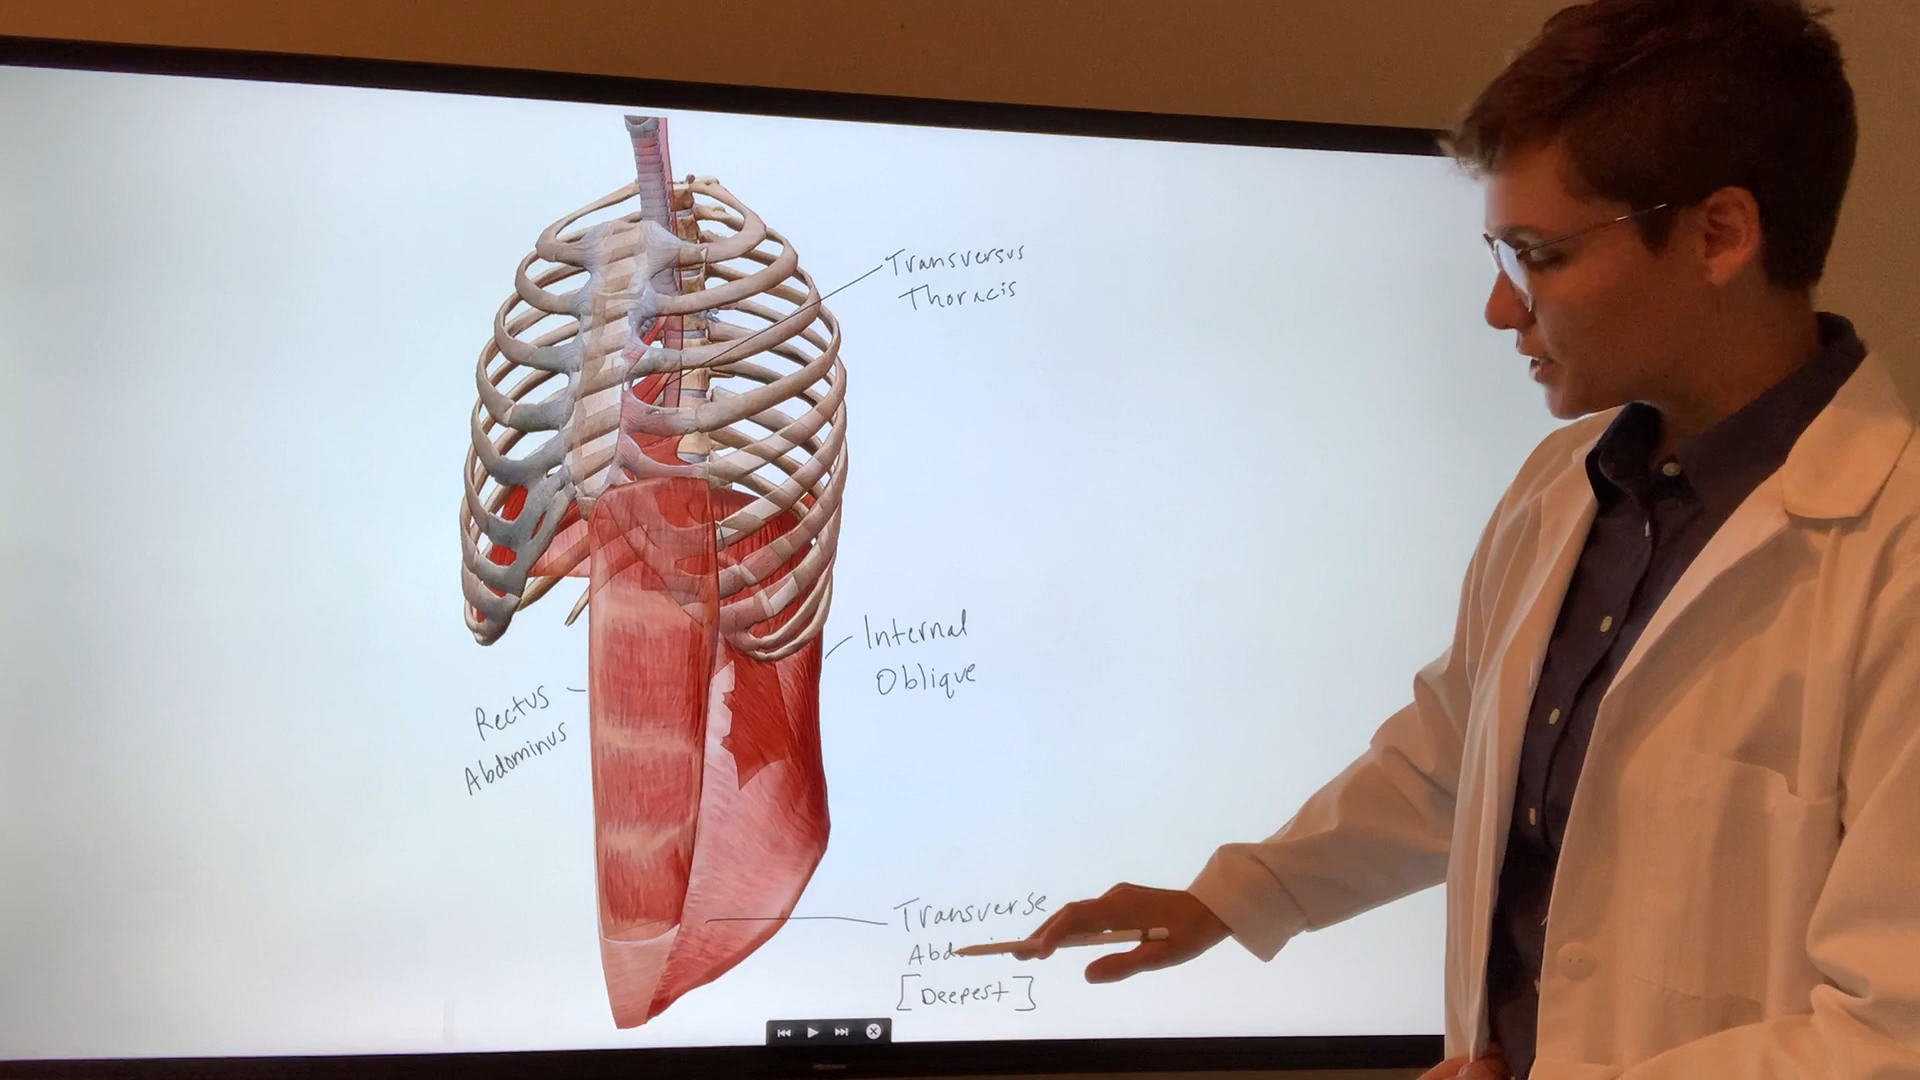 Transversus
Thoracis
Internal
Oblique
Rectus
Abdominus
Transverse
[Deepest]